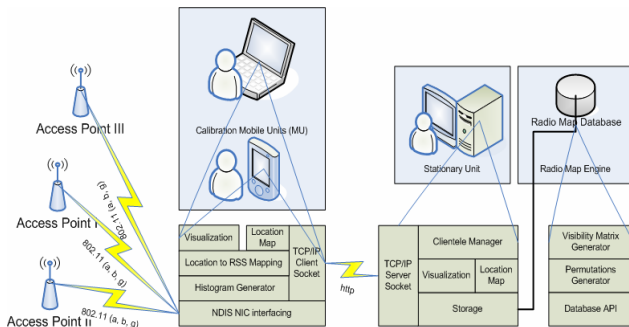 Access Point III
Access Point I
Access Point II
802.11 (a, b, g)
802.11 (a, b, g)
802.11 (a, b, g)
Calibration Mobile Units (MU)
Visualization
Location
Map
TCP/IP
Client
Socket
Location to RSS Mapping
Histogram Generator
NDIS NIC interfacing
http
Stationary Unit
TCP/IP
Server
Socket
Clientele Manager
Visualization
Location
Map
Storage
Radio Map Database
Radio Map Engine
Visibility Matrix
Generator
Permutations
Generator
Database API